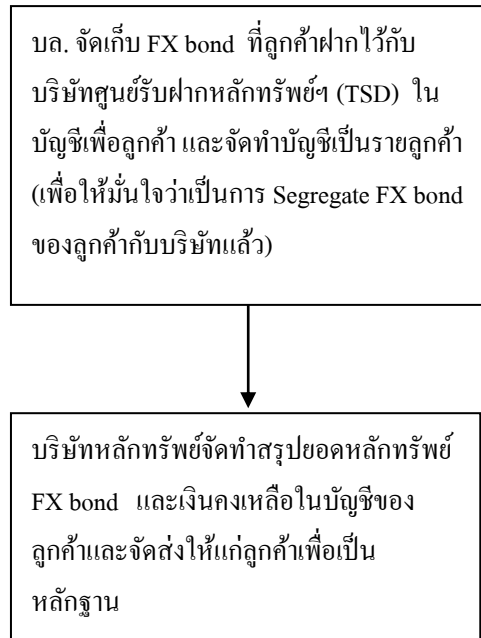 บล. จัดเก็บ FX bond ที่ลูกค้าฝากไว้กับ
บริษัทศูนย์รับฝากหลักทรัพย์ฯ (TSD) ใน
บัญชีเพื่อลูกค้า และจัดทำบัญชีเป็นรายลูกค้า
(เพื่อให้มั่นใจว่าเป็นการ Segregate FX bond
ของลูกค้ากับบริษัทแล้ว)
บริษัทหลักทรัพย์จัดทำสรุปยอดหลักทรัพย์
FX bond และเงินคงเหลือในบัญชีของ
ลูกค้าและจัดส่งให้แก่ลูกค้าเพื่อเป็น
หลักฐาน